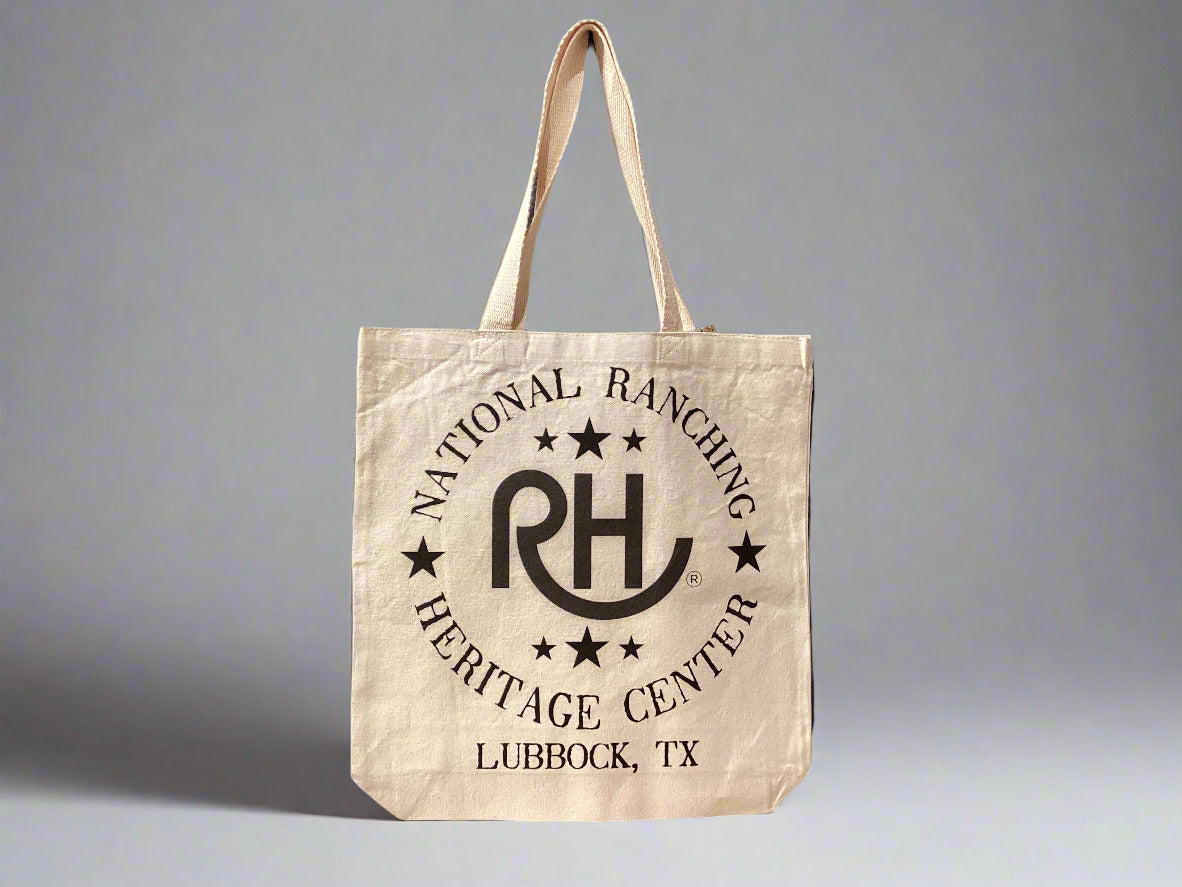 NATIONAL RANCHING
RH®
HERITAGE CENTER
LUBBOCK, TX